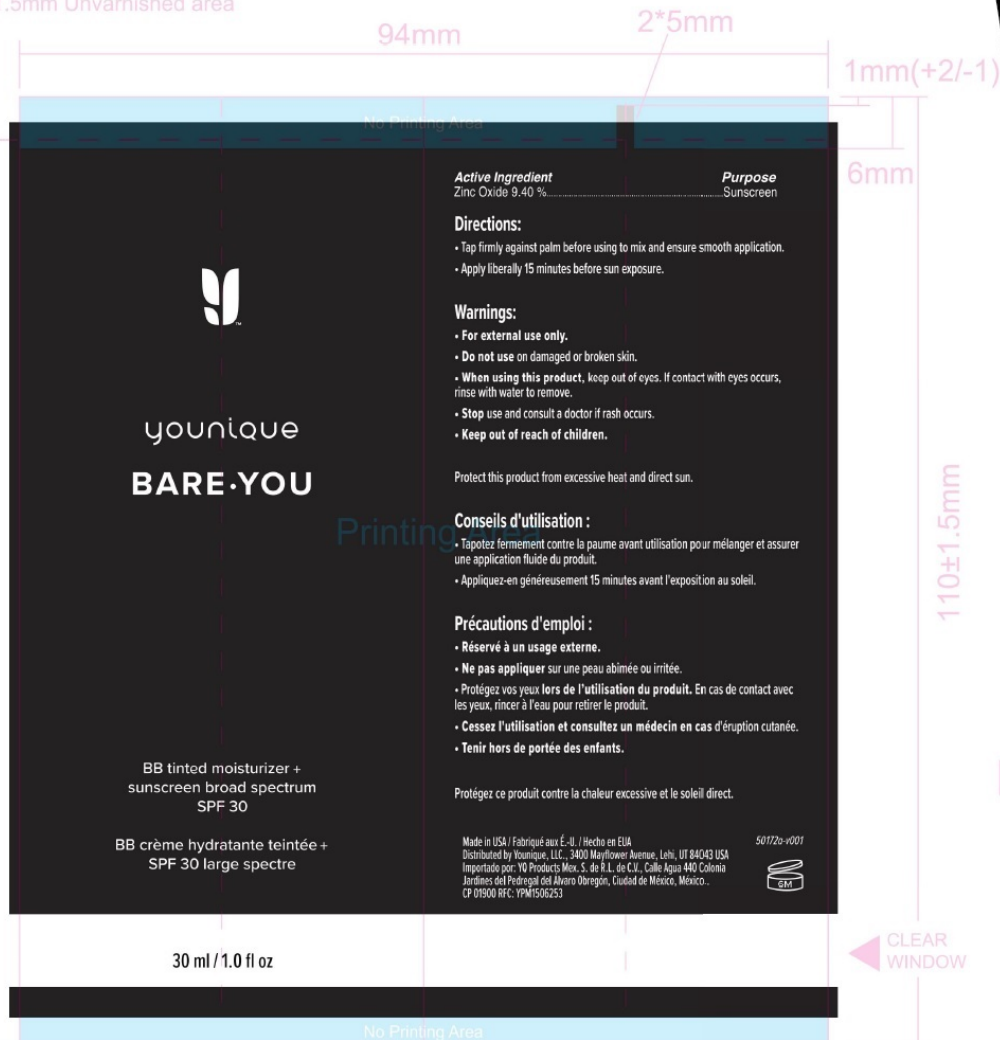 .5mm Unvarnished area
94mm
2*5mm
1mm(+2/-1)
No Printing Area
6mm
Active Ingredient Purpose
Zinc Oxide 9.40 %..........Sunscreen
Directions:
• Tap firmly against palm before using to mix and ensure smooth application.
• Apply liberally 15 minutes before sun exposure.
Warnings:
• For external use only.
• Do not use on damaged or broken skin.
• When using this product, keep out of eyes. If contact with eyes occurs,
rinse with water to remove.
• Stop use and consult a doctor if rash occurs.
• Keep out of reach of children.
Protect this product from excessive heat and direct sun.
Conseils d'utilisation :
• Tapotez fermement contre la paume avant utilisation pour mélanger et assurer
une application fluide du produit.
• Appliquez-en généreusement 15 minutes avant l'exposition au soleil.
Précautions d'emploi :
• Réservé à un usage externe.
• Ne pas appliquer sur une peau abimée ou irritée.
• Protégez vos yeux lors de l'utilisation du produit. En cas de contact avec
les yeux, rincer à l'eau pour retirer le produit.
• Cessez l'utilisation et consultez un médecin en cas d'éruption cutanée.
• Tenir hors de portée des enfants.
Protégez ce produit contre la chaleur excessive et le soleil direct.
Made in USA / Fabriqué aux É.-U. / Hecho en EUA
Distributed by Younique, LLC., 3400 Mayflower Avenue, Lehi, UT 84043 USA
Importado por: YQ Products Mex. S. de R.L. de C.V., Calle Agua 440 Colonia
Jardines del Pedregal del Álvaro Obregón, Ciudad de México, México..
CP 01900 RFC: YPM1506253
50172a-v001
6M
y
TM
younique
BARE·YOU
Printing Area
BB tinted moisturizer +
sunscreen broad spectrum
SPF 30
BB crème hydratante teintée +
SPF 30 large spectre
30 ml / 1.0 fl oz
110±1.5mm
CLEAR
WINDOW
No Printing Area